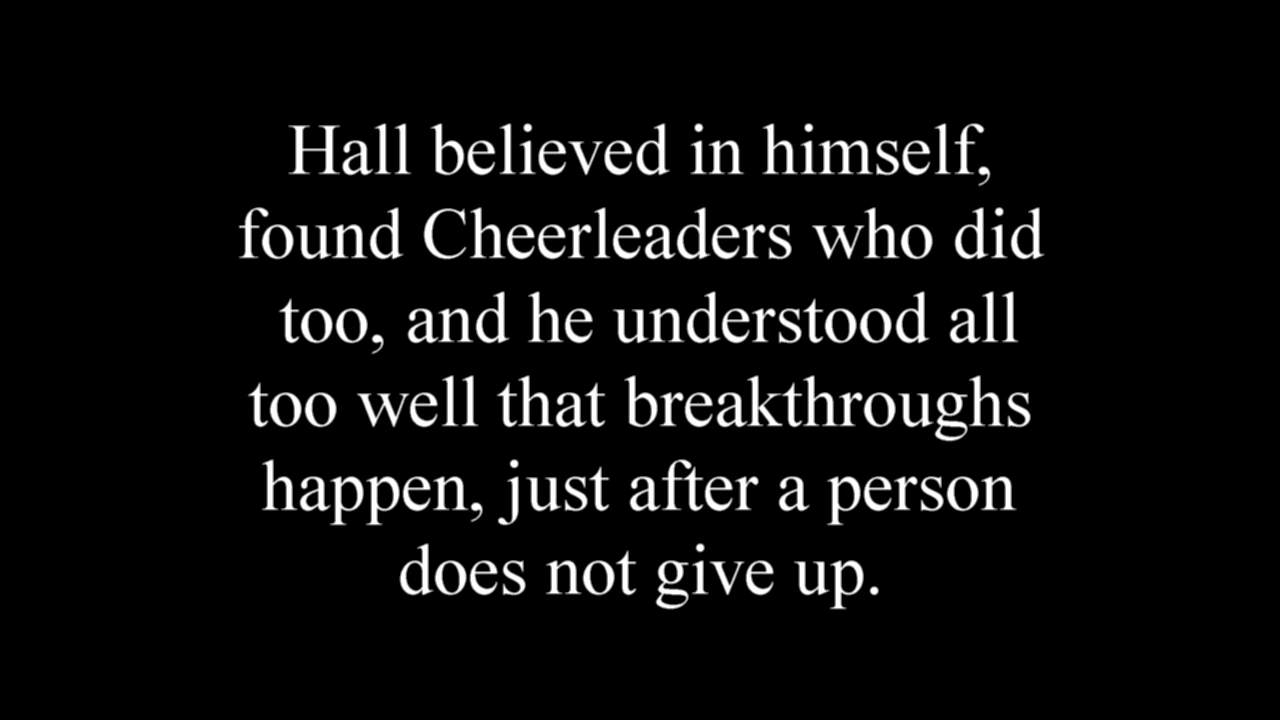 Hall believed in himself,
found Cheerleaders who did
too, and he understood all
too well that breakthroughs
happen, just after a person
does not give up.